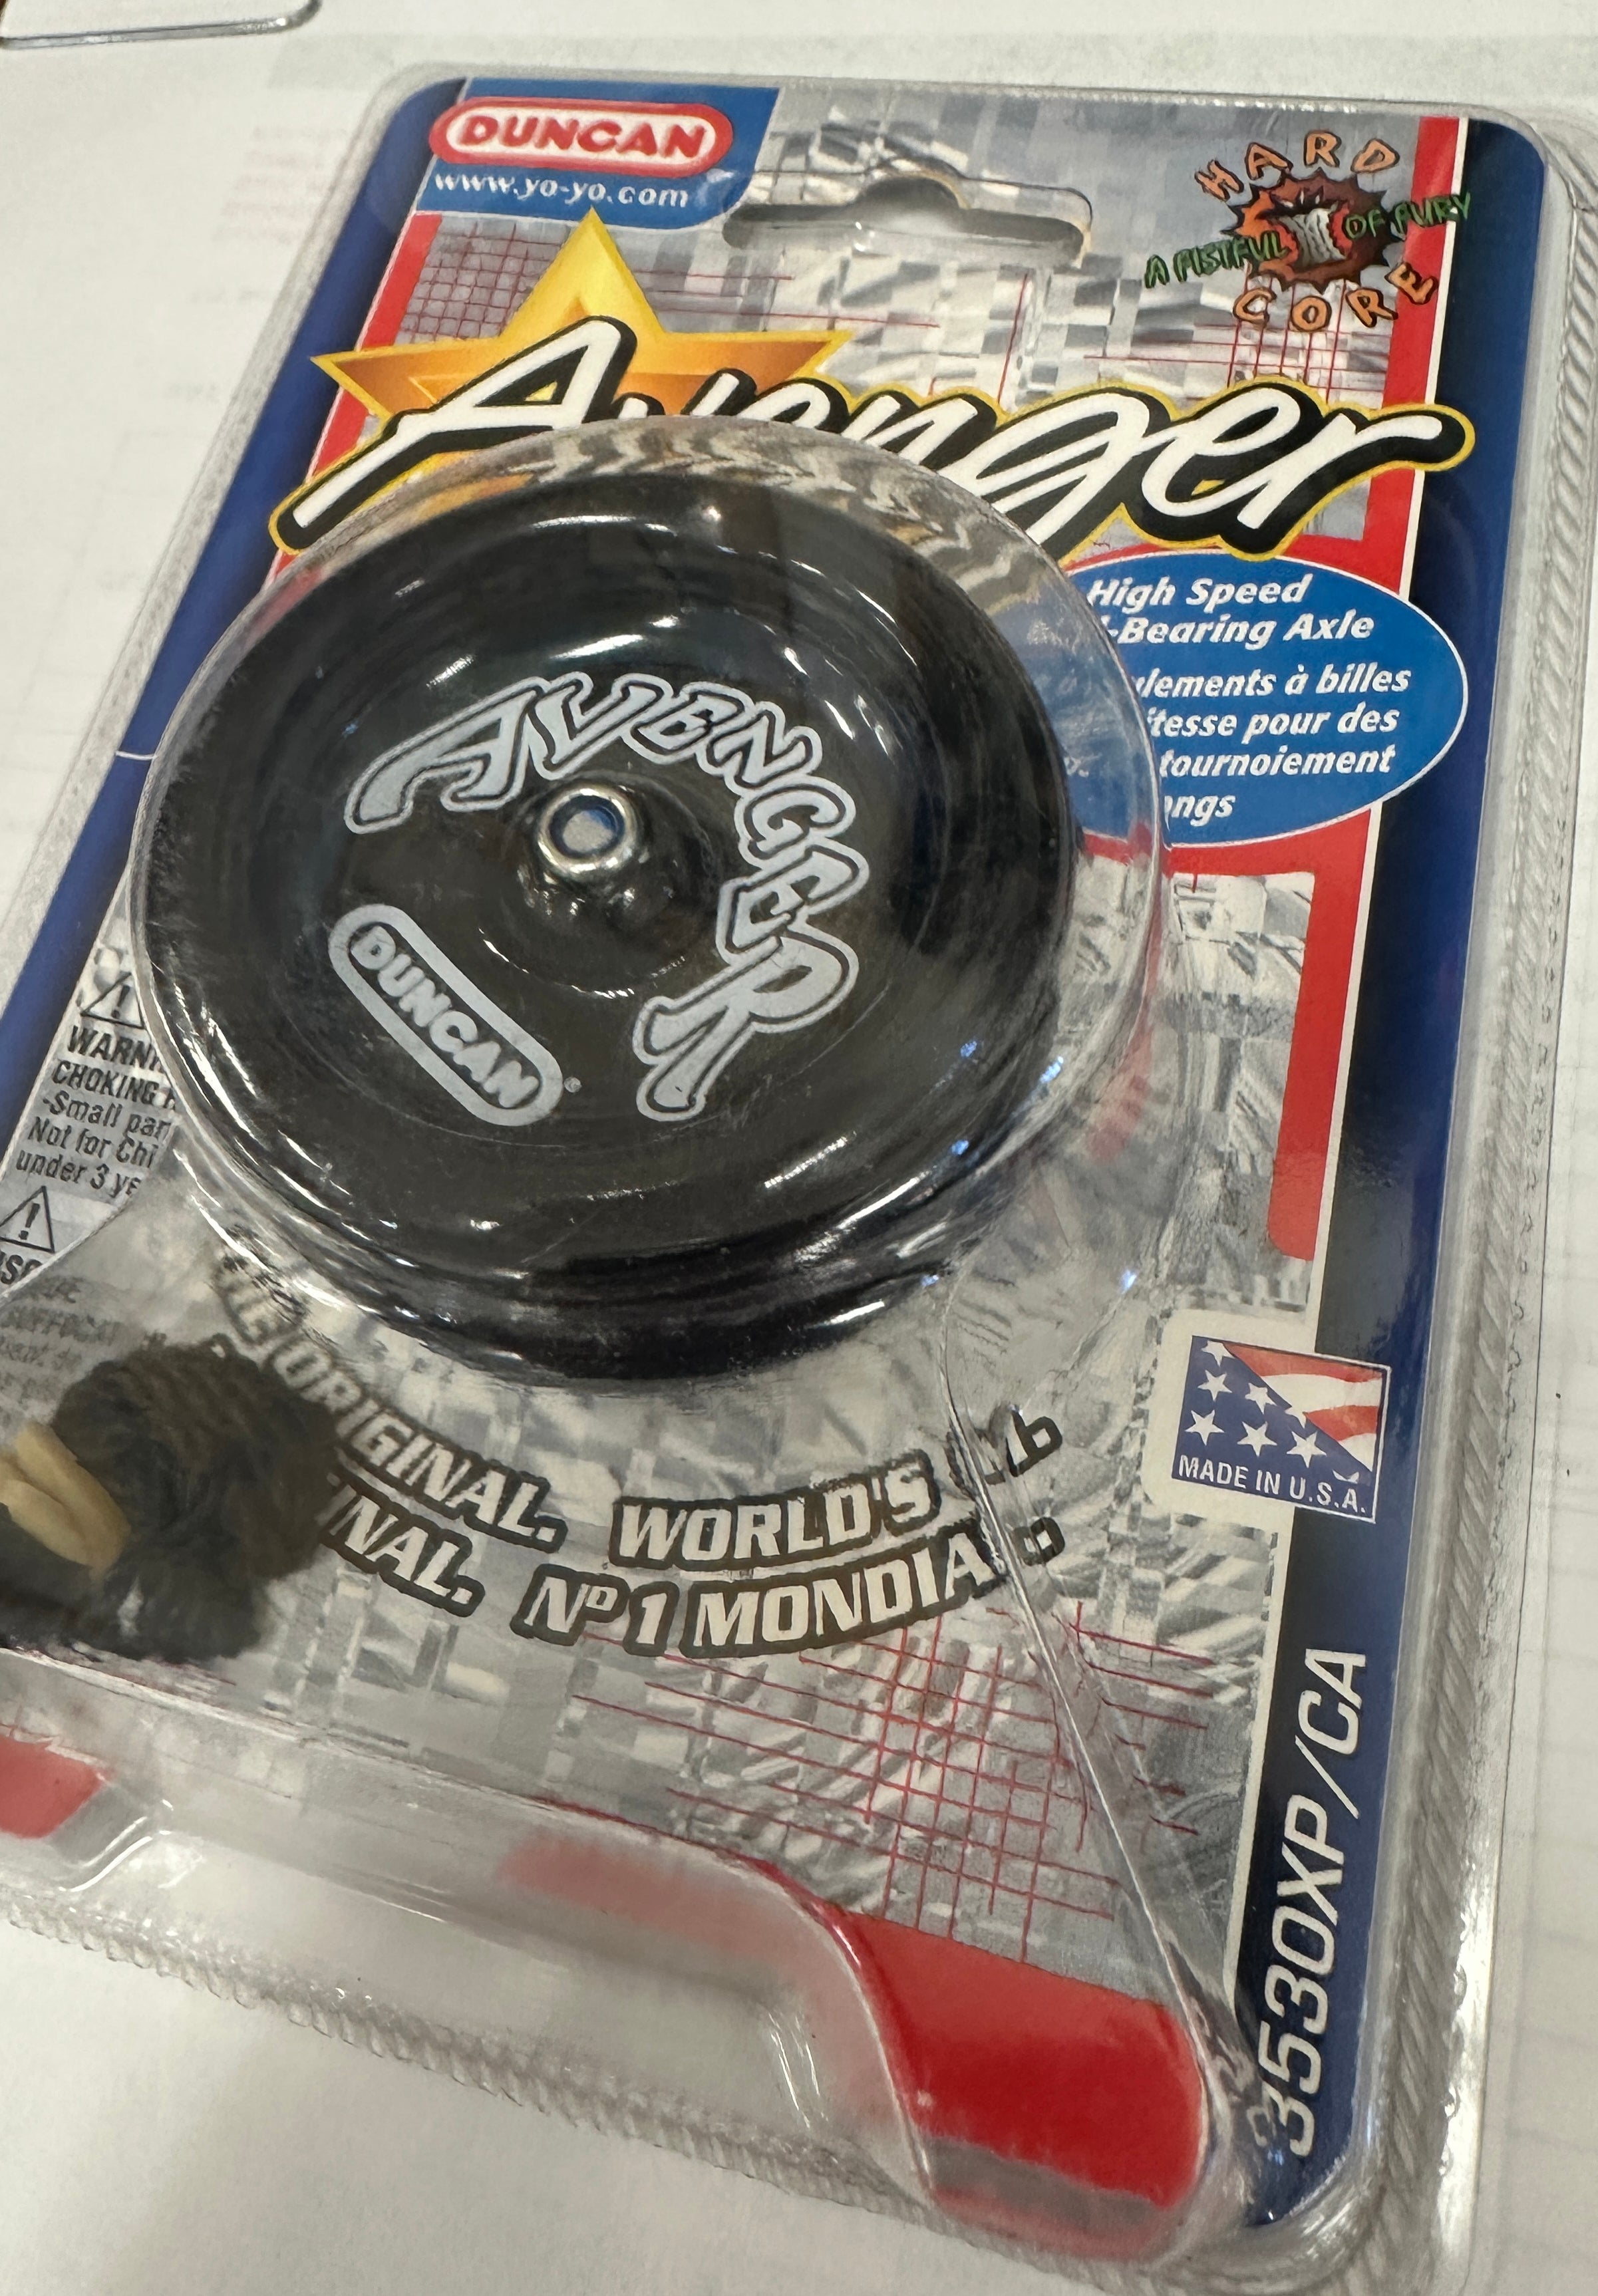 DUNCAN
www.yo-yo.com
HARD
A FISTFUL OF FURY
CORE
Avenger
High Speed
-Bearing Axle
ulements à billes
itesse pour des
tournoiement
ongs
AVENGER
DUNCAN
WARNI
CHOKING H
-Small par
Not for Chi
under 3 ye
ORIGINAL. WORLD'S
INAL. Nº 1 MONDIA
MADE IN U.S.A.
3530XP/CA